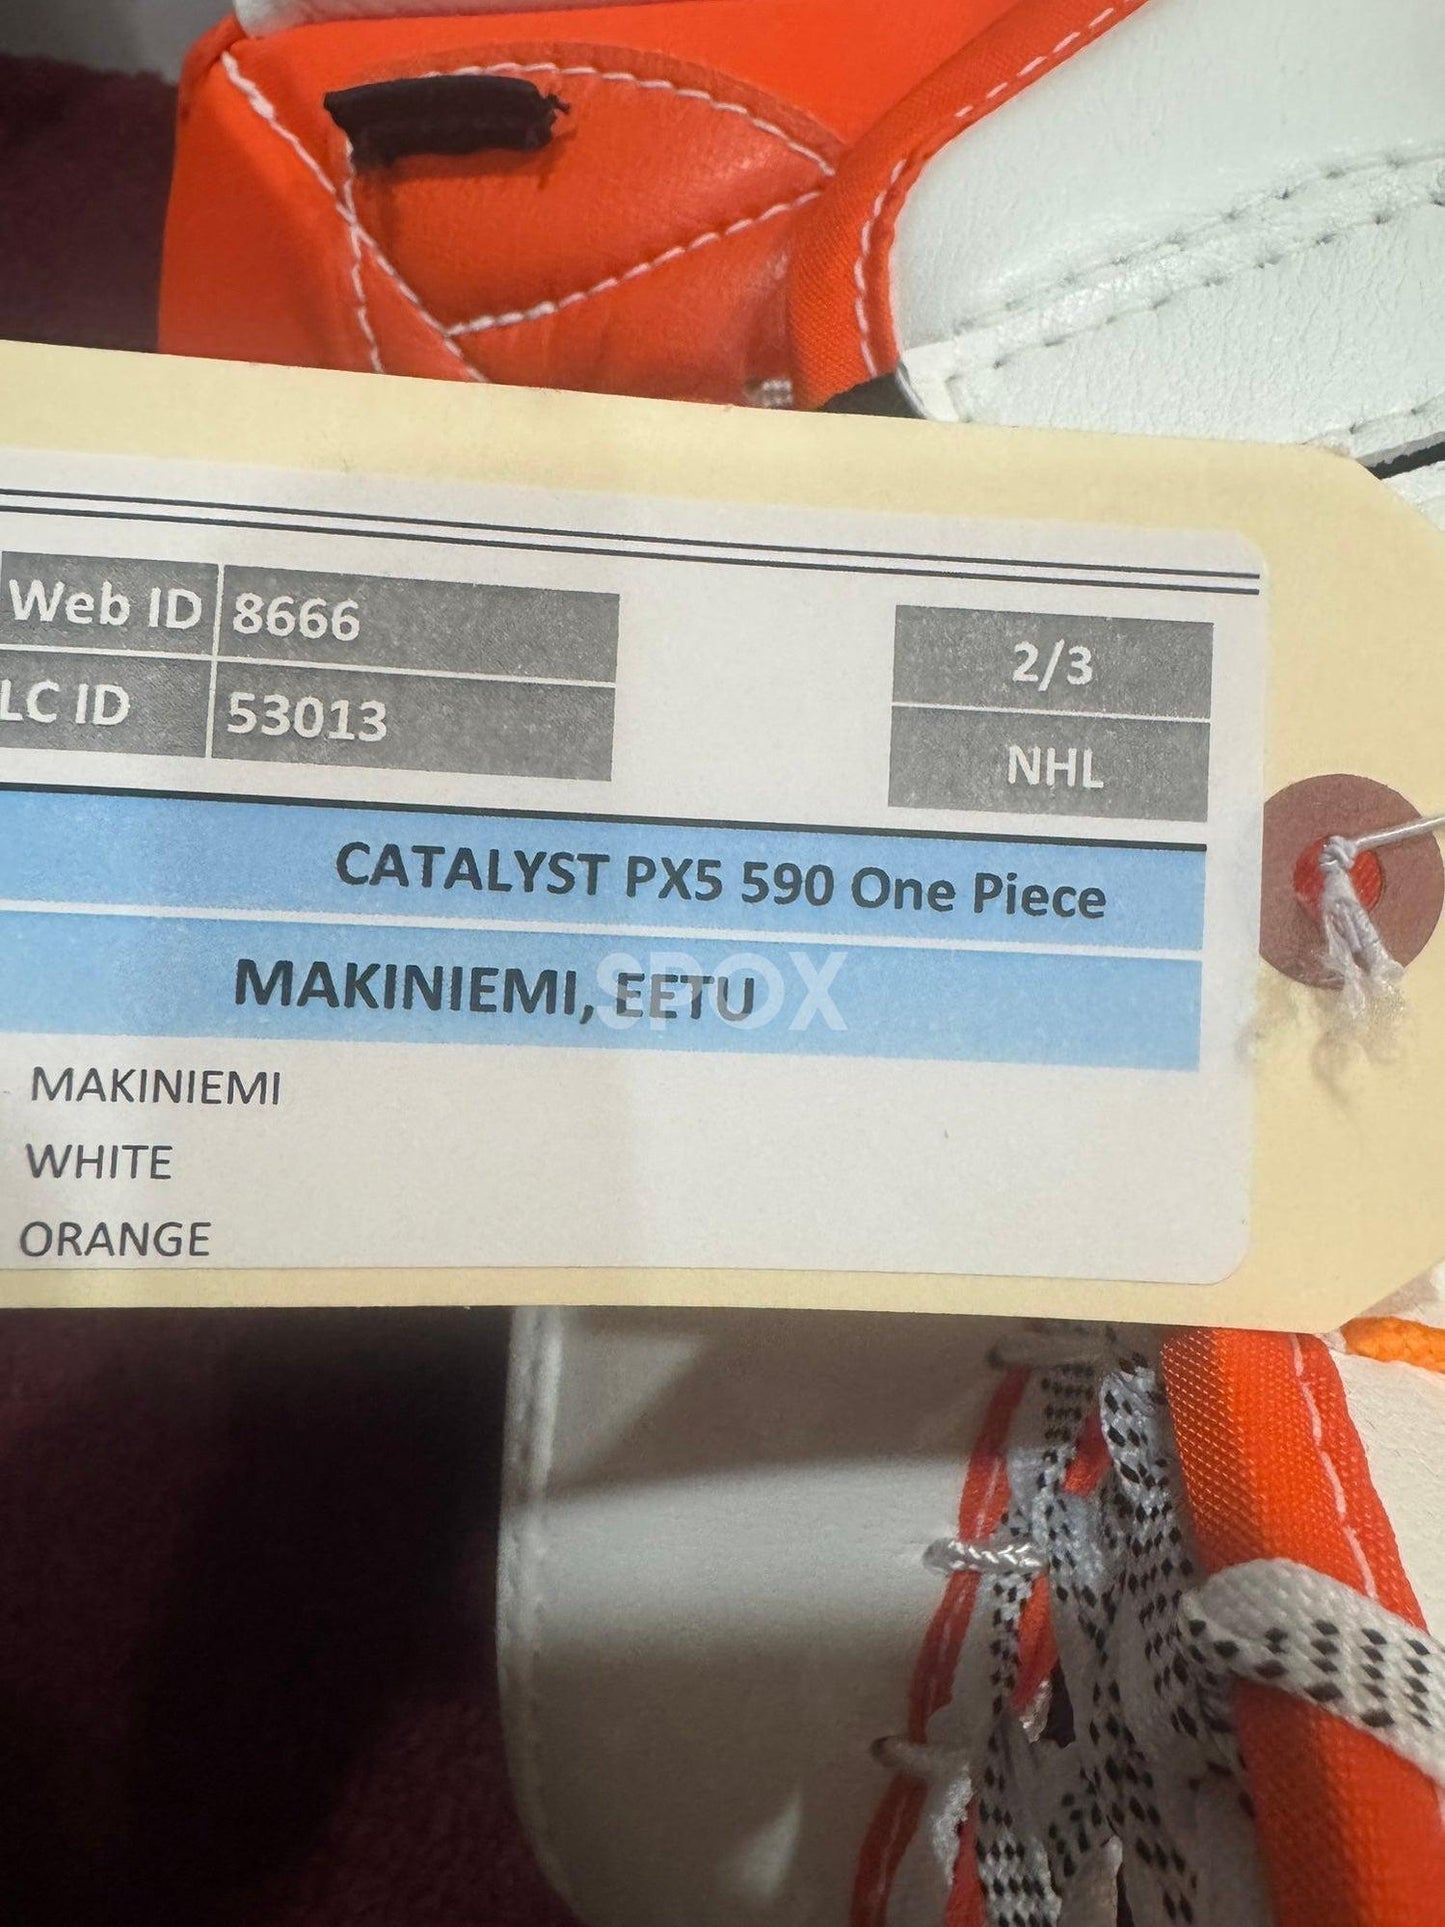 Web ID 8666
2/3
LC ID 53013
NHL
CATALYST PX5 590 One Piece
MAKINIEMI, EETU
SPOX
MAKINIEMI
WHITE
ORANGE